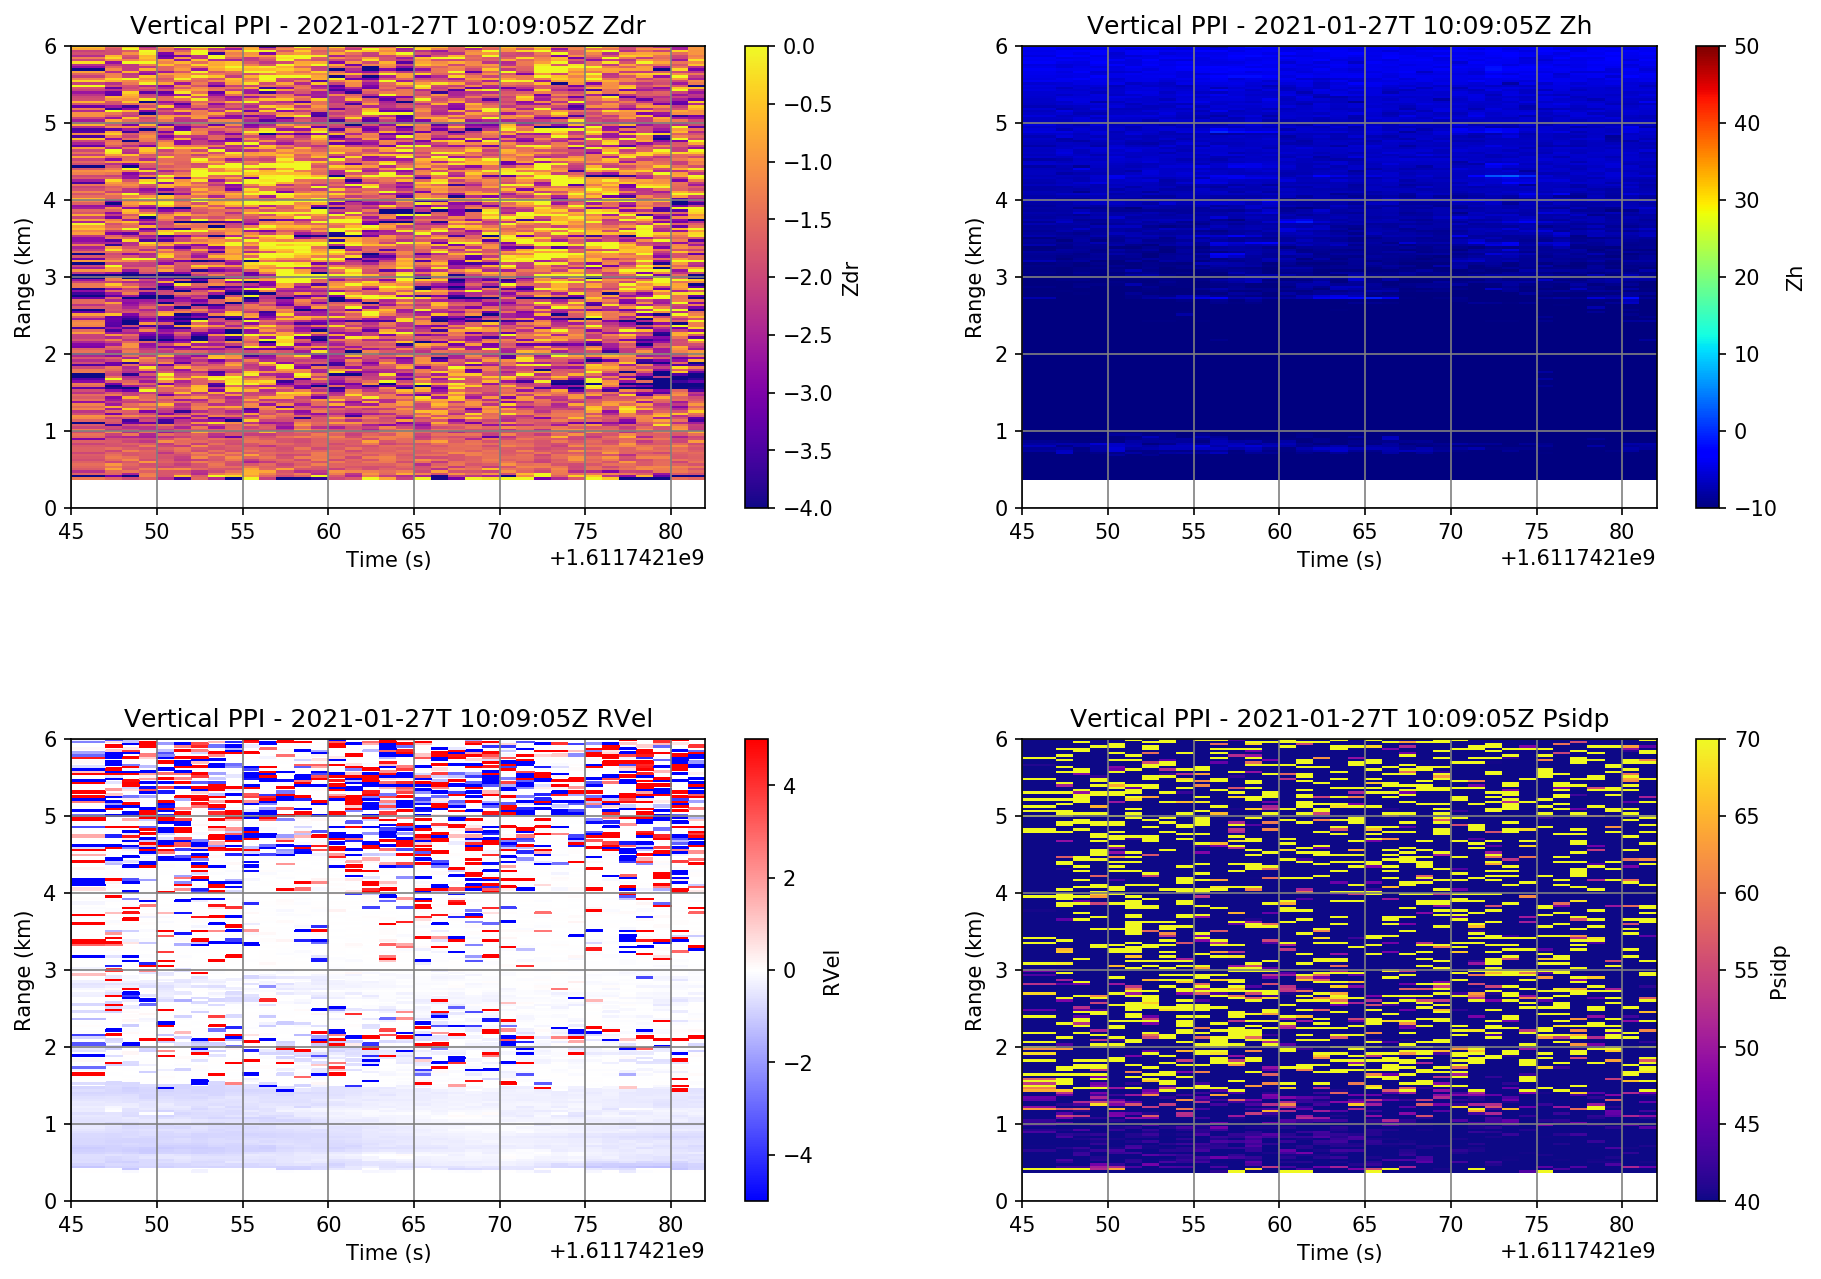 Vertical PPI - 2021-01-27T 10:09:05Z Zdr
6
5
4
3
2
1
0
Range (km)
45 50 55 60 65 70 75 80
Time (s)
+1.6117421e9
0.0
−0.5
−1.0
−1.5
−2.0
−2.5
−3.0
−3.5
−4.0
Zdr
Vertical PPI - 2021-01-27T 10:09:05Z Zh
6
5
4
3
2
1
0
Range (km)
45 50 55 60 65 70 75 80
Time (s)
+1.6117421e9
50
40
30
20
10
0
−10
Zh
Vertical PPI - 2021-01-27T 10:09:05Z RVel
6
5
4
3
2
1
0
Range (km)
45 50 55 60 65 70 75 80
Time (s)
+1.6117421e9
4
2
0
−2
−4
RVel
Vertical PPI - 2021-01-27T 10:09:05Z Psidp
6
5
4
3
2
1
0
Range (km)
45 50 55 60 65 70 75 80
Time (s)
+1.6117421e9
70
65
60
55
50
45
40
Psidp